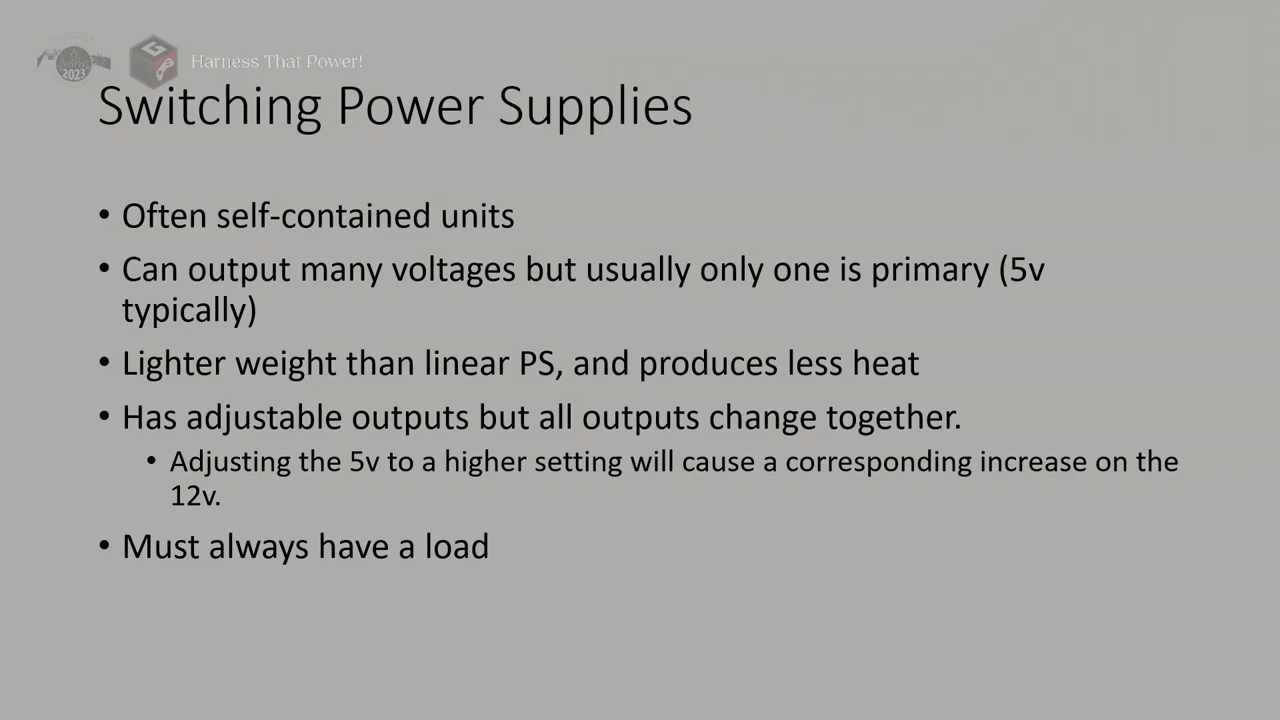 2023
Harness That Power!
Switching Power Supplies
• Often self-contained units
• Can output many voltages but usually only one is primary (5v
typically)
• Lighter weight than linear PS, and produces less heat
• Has adjustable outputs but all outputs change together.
• Adjusting the 5v to a higher setting will cause a corresponding increase on the
12v.
• Must always have a load